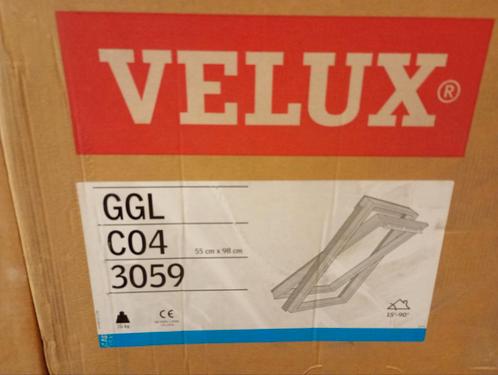 VELUX®
GGL
C04 55 cm x 98 cm
3059
CE
15°-90°